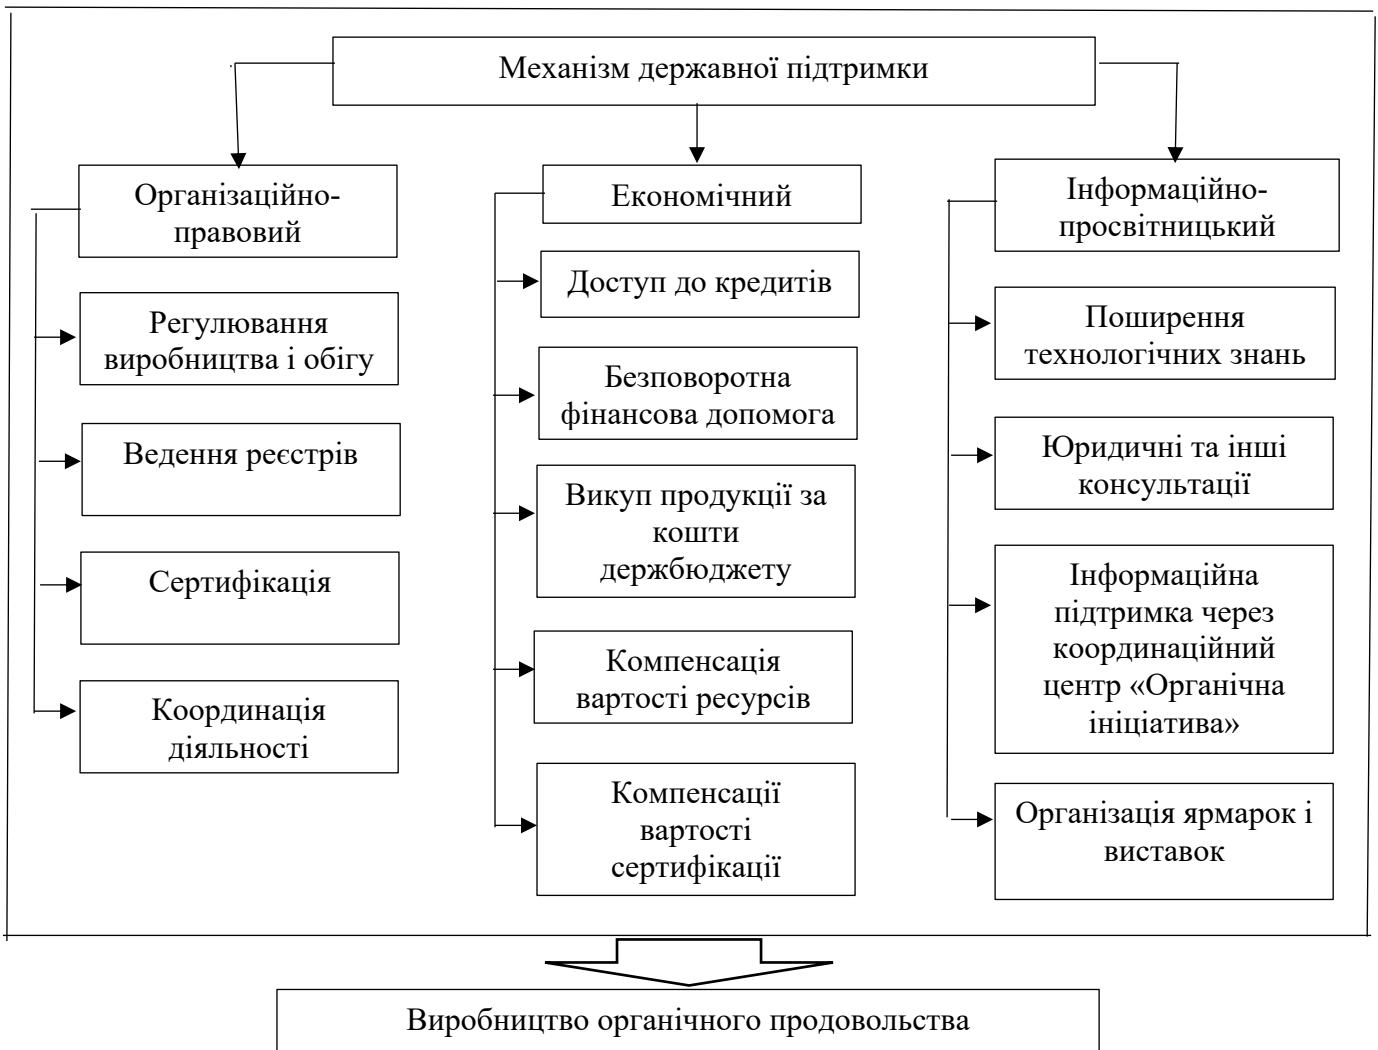 Механізм державної підтримки
Організаційно-
правовий
Регулювання
виробництва і обігу
Ведення реєстрів
Сертифікація
Координація
діяльності
Економічний
Доступ до кредитів
Безповоротна
фінансова допомога
Викуп продукції за
кошти
держбюджету
Компенсація
вартості ресурсів
Компенсації
вартості
сертифікації
Інформаційно-
просвітницький
Поширення
технологічних знань
Юридичні та інші
консультації
Інформаційна
підтримка через
координаційний
центр «Органічна
ініціатива»
Організація ярмарок і
виставок
Виробництво органічного продовольства